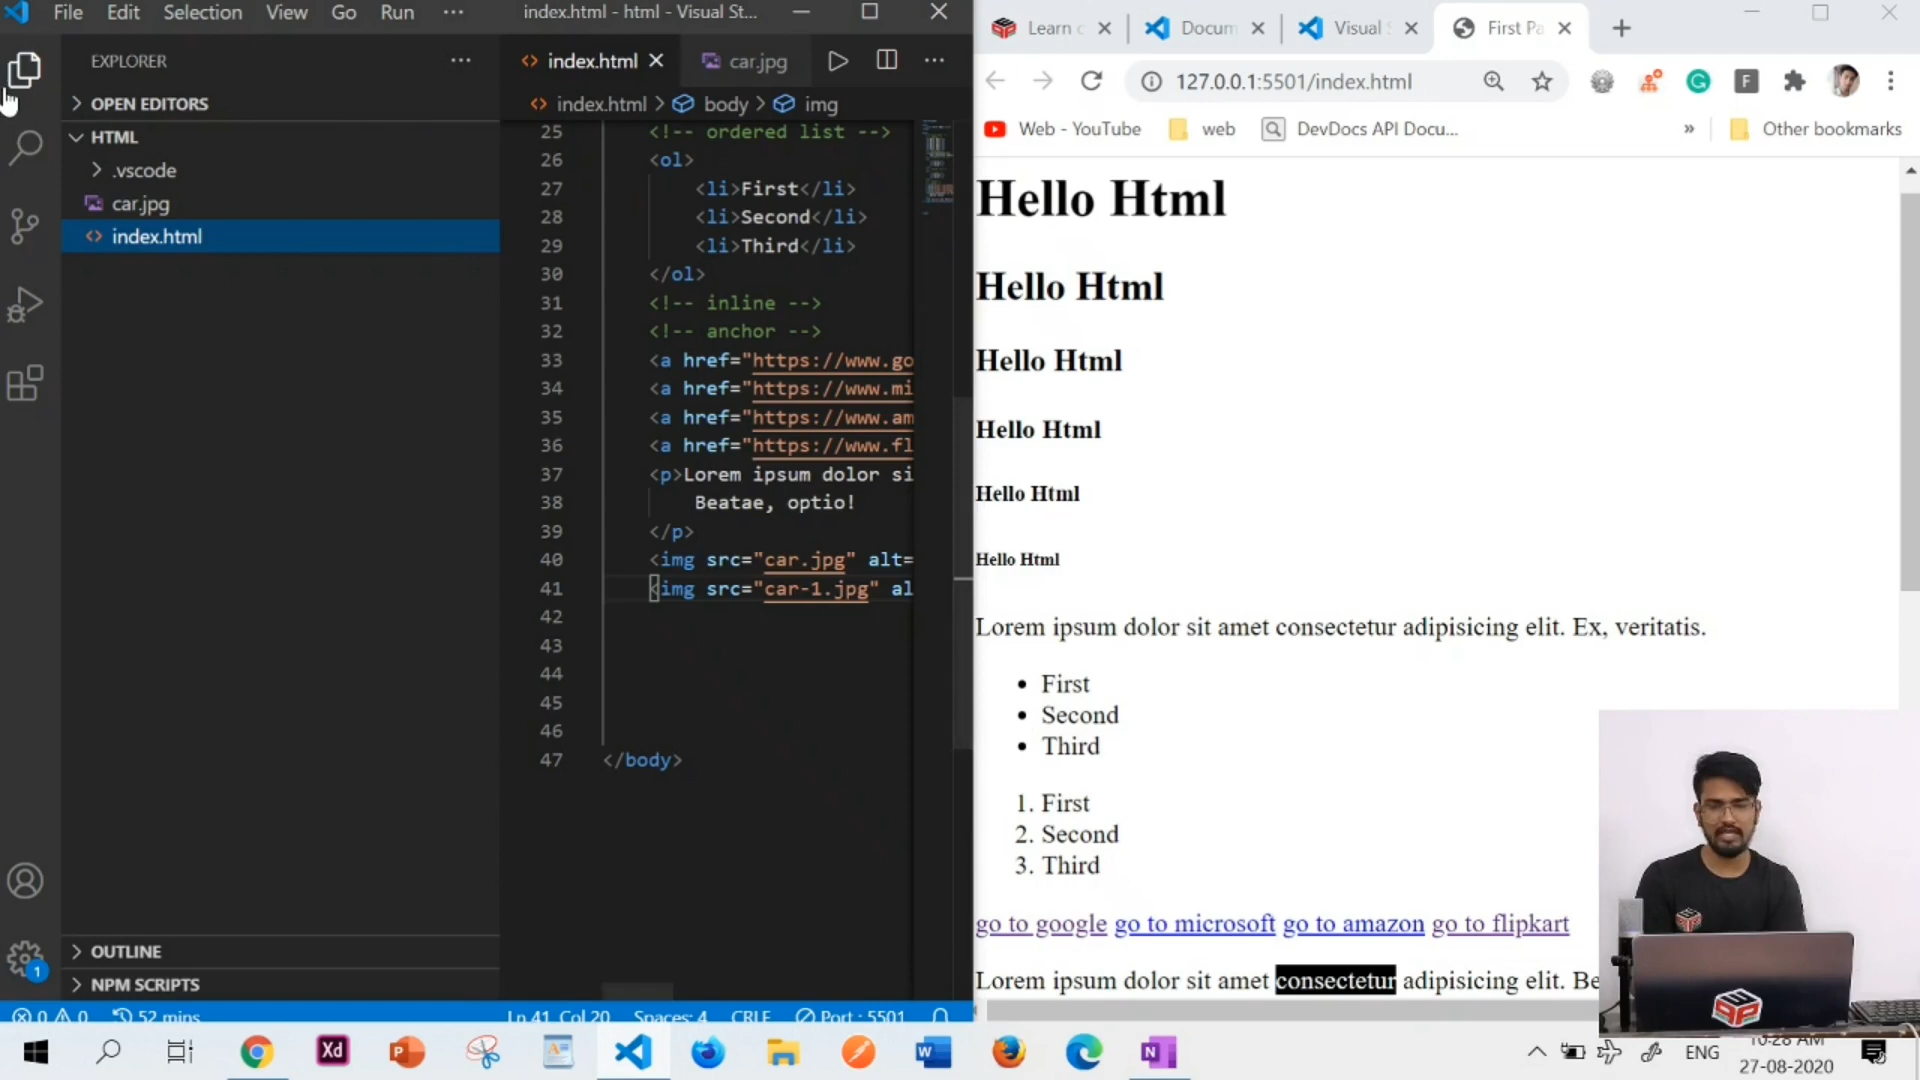 File Edit Selection View Go Run ··· index.html - html - Visual St...
EXPLORER
OPEN EDITORS
HTML
.vscode
car.jpg
index.html
OUTLINE
NPM SCRIPTS
1
index.html car.jpg
index.html > body > img
25 <!-- ordered list -->
26 <ol>
27 <li>First</li>
28 <li>Second</li>
29 <li>Third</li>
30 </ol>
31 <!-- inline -->
32 <!-- anchor -->
33 <a href="https://www.go
34 <a href="https://www.mi
35 <a href="https://www.am
36 <a href="https://www.fl
37 <p>Lorem ipsum dolor si
38 Beatae, optio!
39 </p>
40 <img src="car.jpg" alt=
41 <img src="car-1.jpg" al
42
43
44
45
46
47 </body>
0 0 52 mins Ln 41, Col 20 Spaces: 4 CRLF Port : 5501
Learn c Docum Visual S First Pa
127.0.0.1:5501/index.html
Web - YouTube web DevDocs API Docu... » Other bookmarks
Hello Html
Hello Html
Hello Html
Hello Html
Hello Html
Hello Html
Lorem ipsum dolor sit amet consectetur adipisicing elit. Ex, veritatis.
• First
• Second
• Third
1. First
2. Second
3. Third
go to google go to microsoft go to amazon go to flipkart
Lorem ipsum dolor sit amet consectetur adipisicing elit. Be
ENG
10:28 AM
27-08-2020